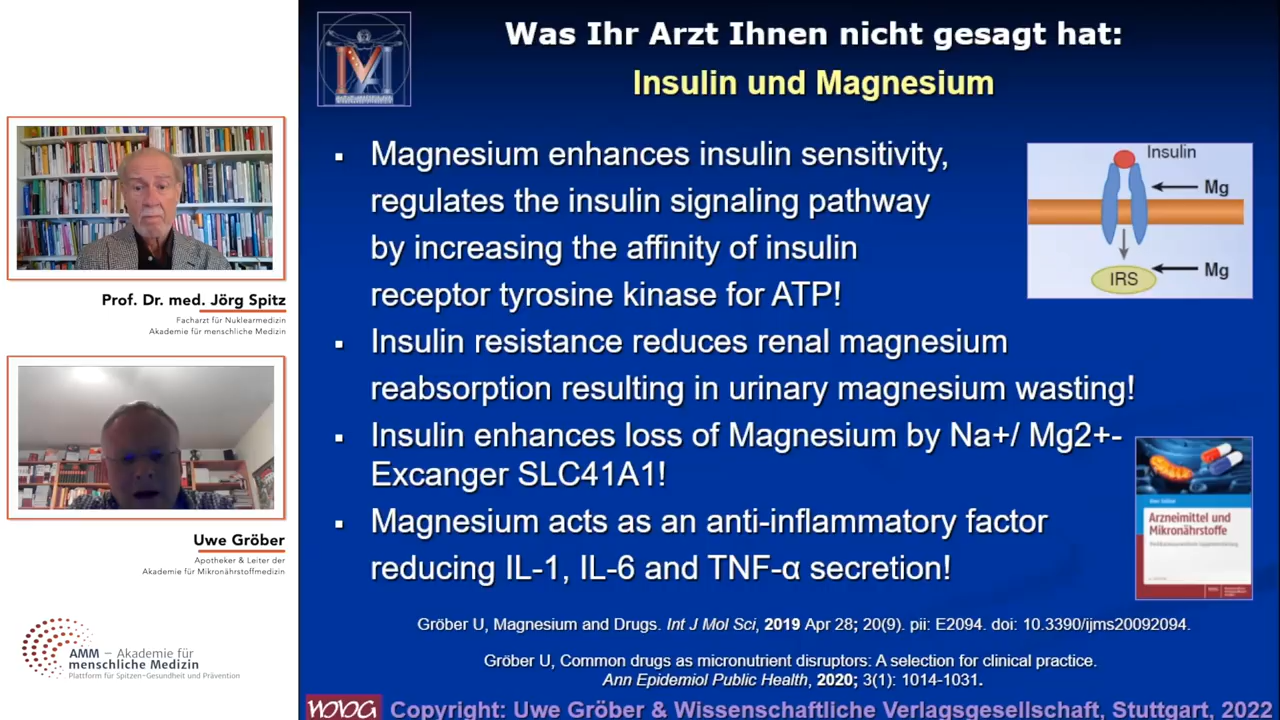 Was Ihr Arzt Ihnen nicht gesagt hat:
Insulin und Magnesium
Magnesium enhances insulin sensitivity,
regulates the insulin signaling pathway
by increasing the affinity of insulin
receptor tyrosine kinase for ATP!
Insulin resistance reduces renal magnesium
reabsorption resulting in urinary magnesium wasting!
Insulin enhances loss of Magnesium by Na+/ Mg2+-
Excanger SLC41A1!
Magnesium acts as an anti-inflammatory factor
reducing IL-1, IL-6 and TNF-α secretion!
Insulin
Mg
IRS
Mg
Uwe Gröber
Arzneimittel und
Mikronährstoffe
Gröber U, Magnesium and Drugs. Int J Mol Sci, 2019 Apr 28; 20(9). pii: E2094. doi: 10.3390/ijms20092094.
Gröber U, Common drugs as micronutrient disruptors: A selection for clinical practice.
Ann Epidemiol Public Health, 2020; 3(1): 1014-1031.
Copyright: Uwe Gröber & Wissenschaftliche Verlagsgesellschaft, Stuttgart, 2022
Prof. Dr. med. Jörg Spitz
Facharzt für Nuklearmedizin
Akademie für menschliche Medizin
Uwe Gröber
Apotheker & Leiter der
Akademie für Mikronährstoffmedizin
AMM – Akademie für
menschliche Medizin
Plattform für Spitzen-Gesundheit und Prävention